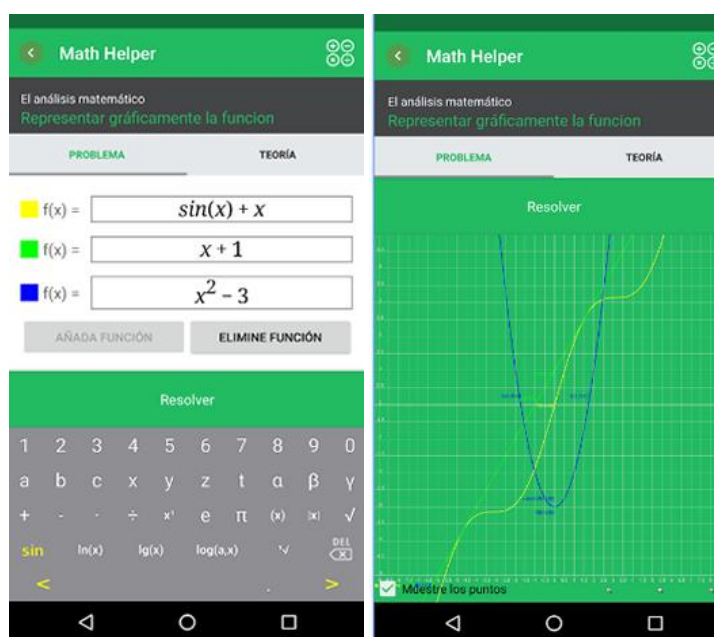 Math Helper
El análisis matemático
Representar gráficamente la funcion
PROBLEMA TEORÍA
f(x) = sin(x) + x
f(x) = x + 1
f(x) = x² − 3
AÑADA FUNCIÓN ELIMINE FUNCIÓN
Resolver
1 2 3 4 5 6 7 8 9 0
a b c x y z t α β γ
+ - · ÷ x¹ e π (x) |x| √
sin ln(x) lg(x) log(a,x) ʸ√ DEL
< . >
Math Helper
El análisis matemático
Representar gráficamente la funcion
PROBLEMA TEORÍA
Resolver
Muestre los puntos